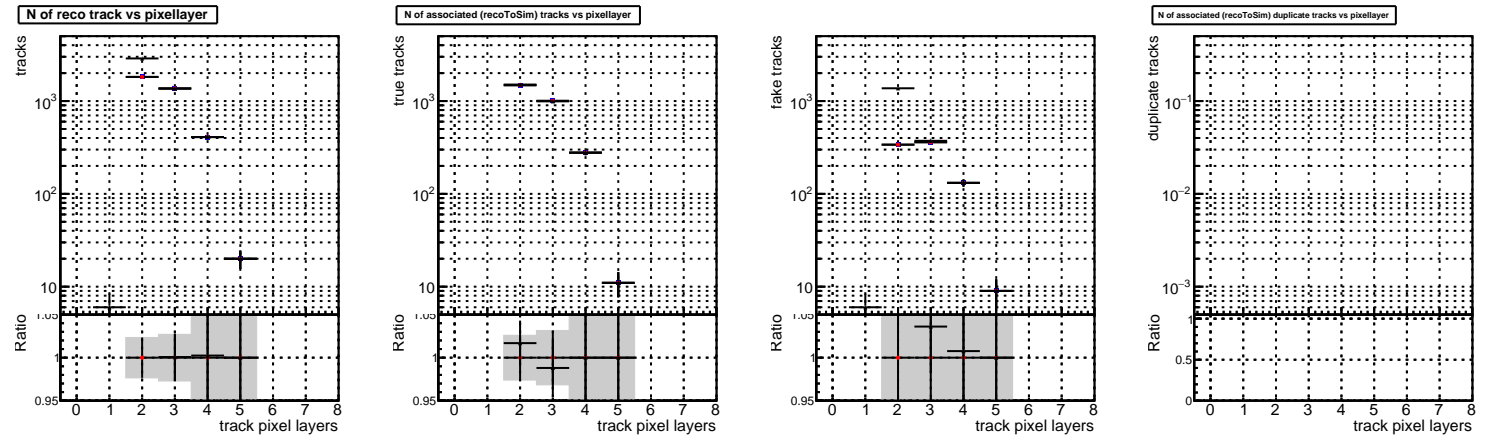 N of reco track vs pixellayer
tracks
10³
10²
10
1.05
Ratio
1
0.95
0 1 2 3 4 5 6 7 8
track pixel layers
N of associated (recoToSim) tracks vs pixellayer
true tracks
10³
10²
10
1.05
Ratio
1
0.95
0 1 2 3 4 5 6 7 8
track pixel layers
fake tracks
10³
10²
10
1.05
Ratio
1
0.95
0 1 2 3 4 5 6 7 8
track pixel layers
N of associated (recoToSim) duplicate tracks vs pixellayer
duplicate tracks
10⁻¹
10⁻²
10⁻³
Ratio
1
0.5
0
0 1 2 3 4 5 6 7 8
track pixel layers